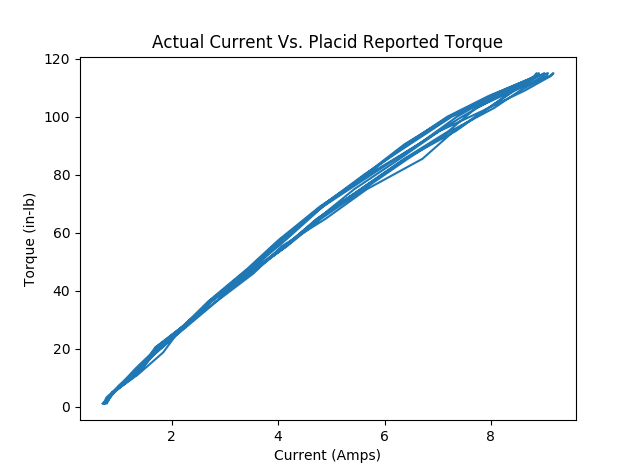 Actual Current Vs. Placid Reported Torque
120
100
80
60
40
20
0
Torque (in-lb)
2 4 6 8
Current (Amps)